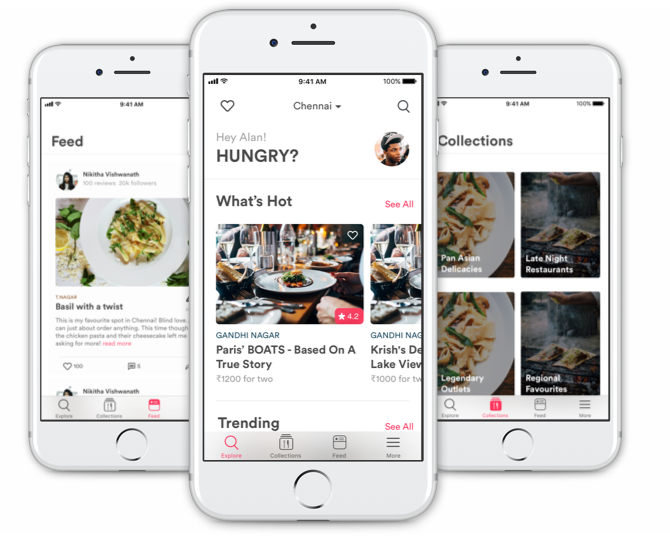 9:41 AM
Feed
Nikitha Vishwanath
100 reviews 20k followers
T.NAGAR
Basil with a twist
This is my favourite spot in Chennai! Blind love.
can just about order anything. This time though
the chicken pasta and their cheesecake left me
asking for more! read more
100
5
Nikitha Vishwanath
Explore
Collections
Feed
9:41 AM
100%
Chennai
Hey Alan!
HUNGRY?
What's Hot
See All
4.2
GANDHI NAGAR
Paris' BOATS - Based On A
True Story
₹1200 for two
GANDHI NAG
Krish's De
Lake View
₹1000 for tw
Trending
See All
Explore
Collections
Feed
More
9:41 AM
100%
Collections
Pan Asian
Delicacies
Late Night
Restaurants
Legendary
Outlets
Regional
Favourites
Explore
Collections
Feed
More